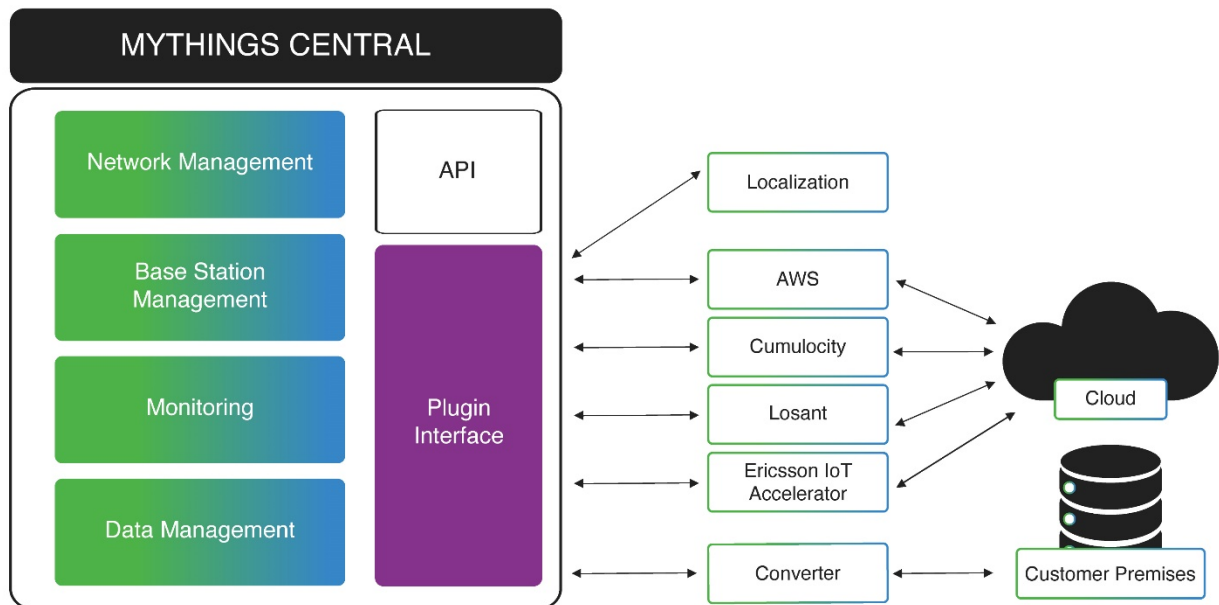 MYTHINGS CENTRAL
Network Management
API
Localization
Base Station
Management
AWS
Cumulocity
Monitoring
Plugin
Interface
Losant
Cloud
Ericsson IoT
Accelerator
Data Management
Converter
Customer Premises